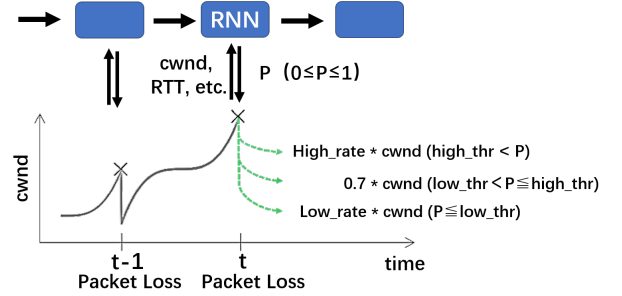 RNN
cwnd,
RTT, etc.
P (0≤P≤1)
cwnd
High_rate * cwnd (high_thr < P)
0.7 * cwnd (low_thr<P≦high_thr)
Low_rate * cwnd (P≦low_thr)
t-1
t
time
Packet Loss
Packet Loss